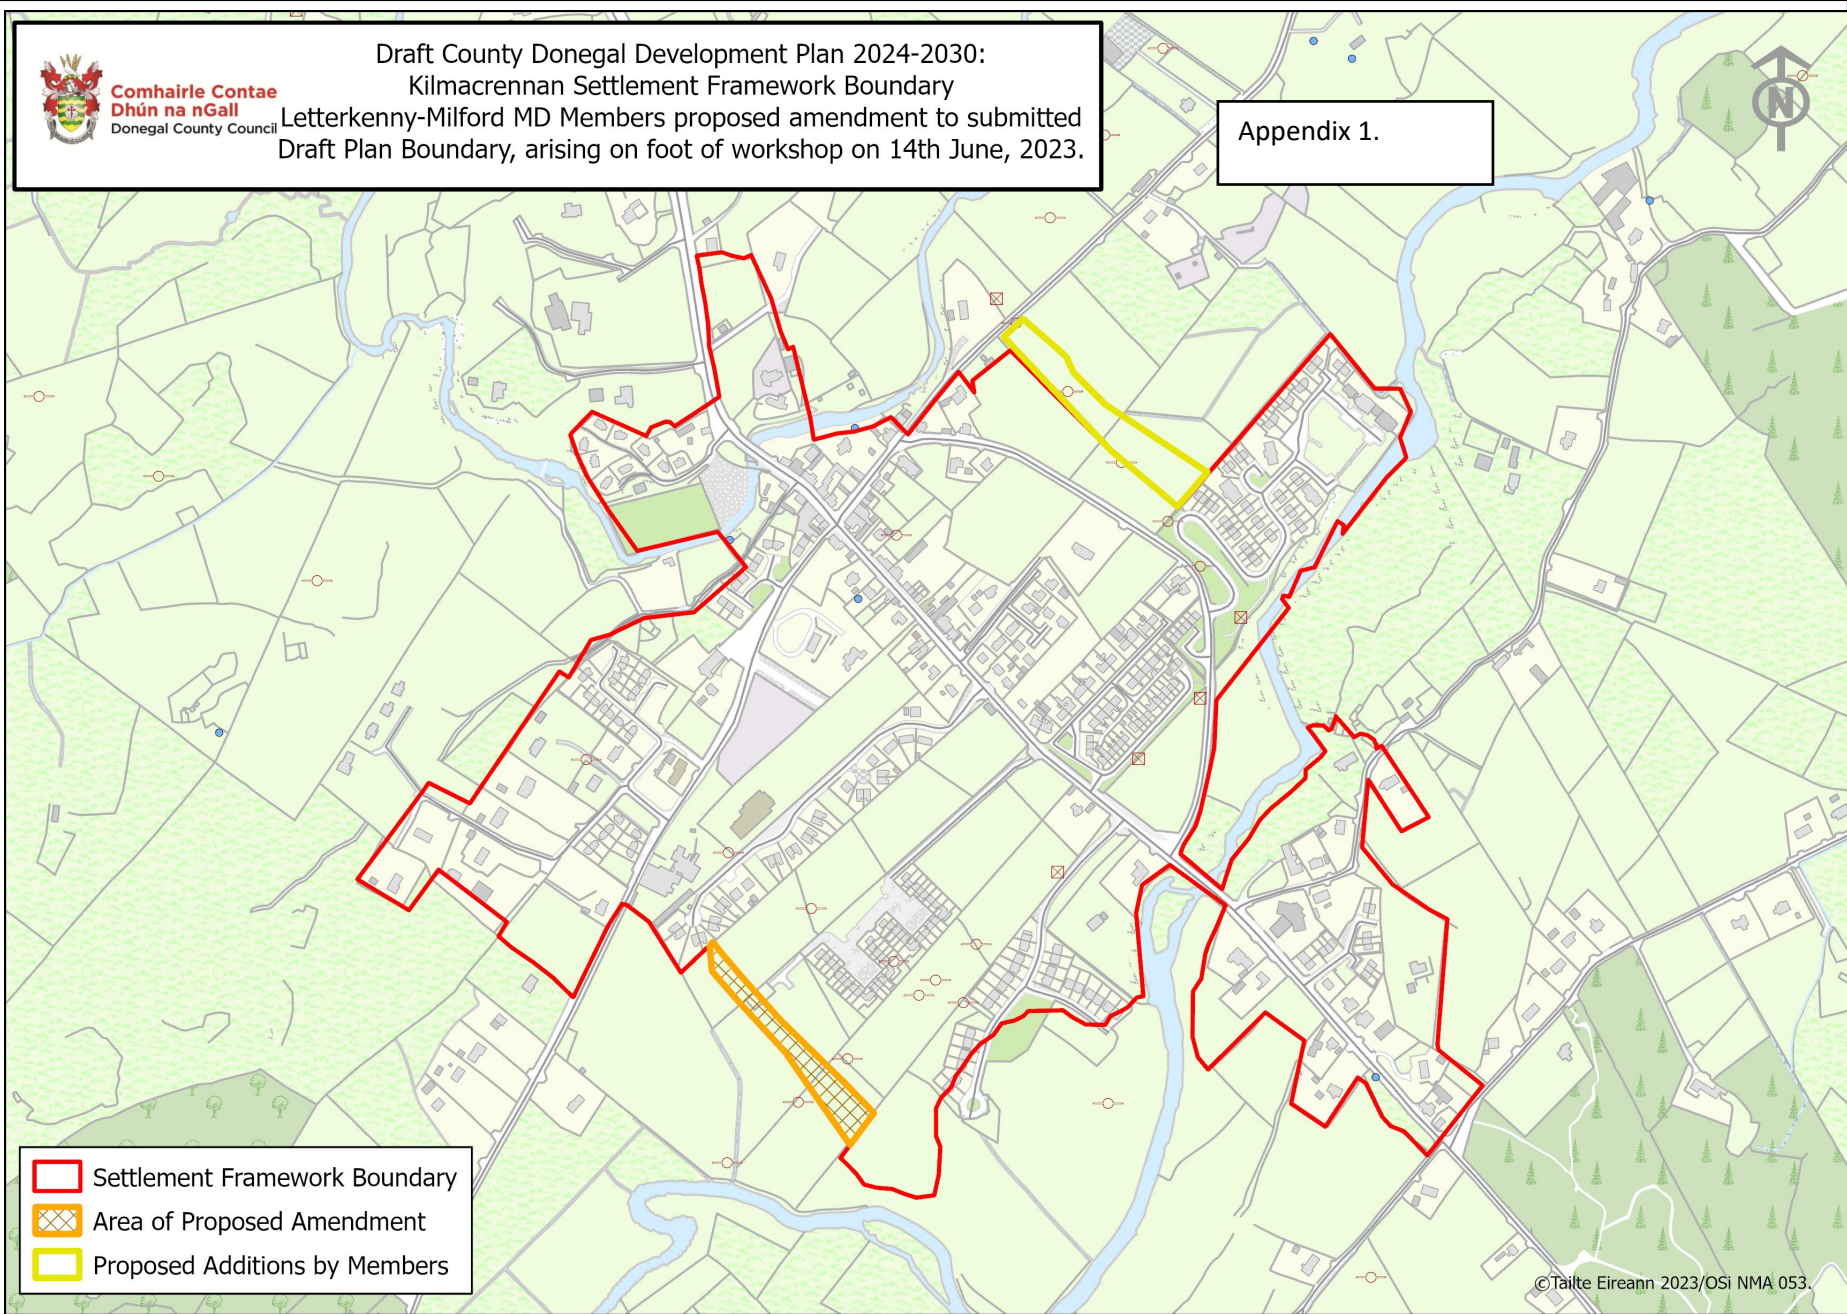 Comhairle Contae
Dhún na nGall
Donegal County Council
Draft County Donegal Development Plan 2024-2030:
Kilmacrennan Settlement Framework Boundary
Letterkenny-Milford MD Members proposed amendment to submitted
Draft Plan Boundary, arising on foot of workshop on 14th June, 2023.
Appendix 1.
N
Settlement Framework Boundary
Area of Proposed Amendment
Proposed Additions by Members
©Tailte Eireann 2023/OSi NMA 053.